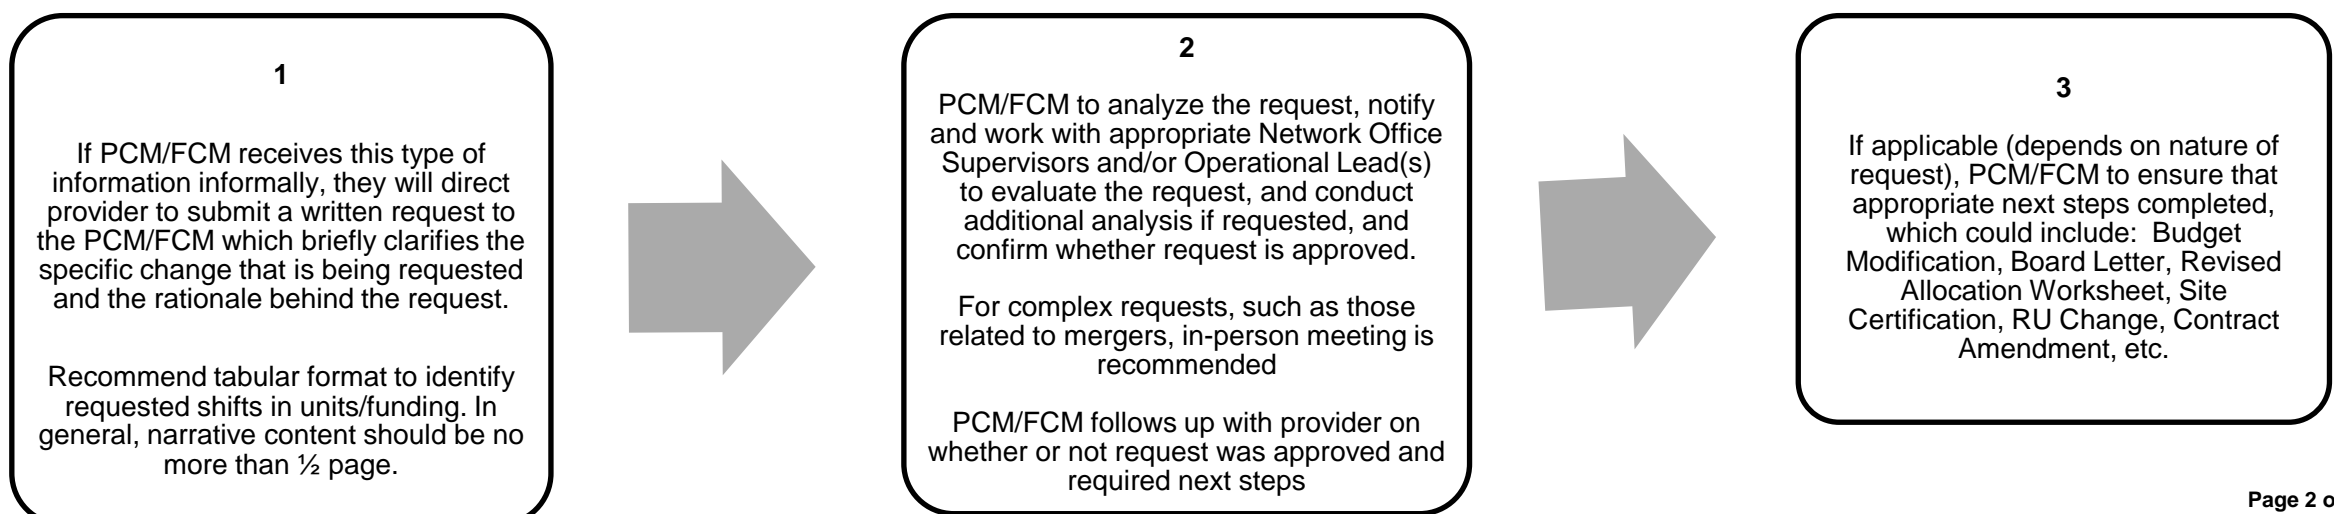 1
If PCM/FCM receives this type of
information informally, they will direct
provider to submit a written request to
the PCM/FCM which briefly clarifies the
specific change that is being requested
and the rationale behind the request.
Recommend tabular format to identify
requested shifts in units/funding. In
general, narrative content should be no
more than ½ page.
2
PCM/FCM to analyze the request, notify
and work with appropriate Network Office
Supervisors and/or Operational Lead(s)
to evaluate the request, and conduct
additional analysis if requested, and
confirm whether request is approved.
For complex requests, such as those
related to mergers, in-person meeting is
recommended
PCM/FCM follows up with provider on
whether or not request was approved and
required next steps
3
If applicable (depends on nature of
request), PCM/FCM to ensure that
appropriate next steps completed,
which could include:  Budget
Modification, Board Letter, Revised
Allocation Worksheet, Site
Certification, RU Change, Contract
Amendment, etc.
Page 2 o